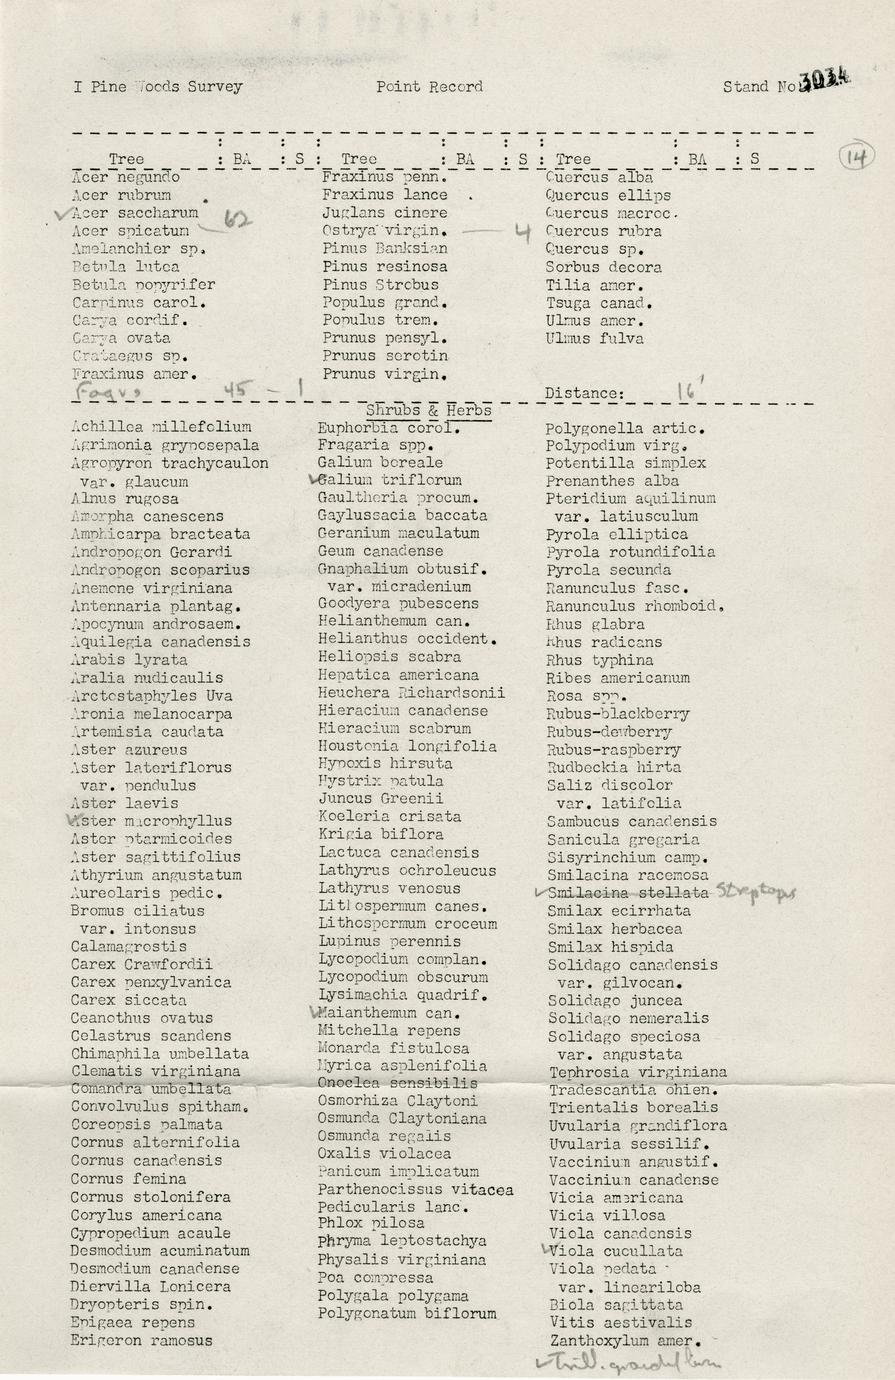 I Pine Woods Survey Point Record Stand No. 3034
Tree : BA : S : Tree : BA : S : Tree : BA : S
14
Acer negundo
Acer rubrum
✓ Acer saccharum 62
Acer spicatum
Amelanchier sp.
Betula lutea
Betula popyrifer
Carpinus carol.
Carya cordif.
Carya ovata
Crataegus sp.
Fraxinus amer.
Fagus 45 - 1
Fraxinus penn.
Fraxinus lance
Juglans cinere
Ostrya virgin. — 4
Pinus Banksian
Pinus resinosa
Pinus Strobus
Populus grand.
Populus trem.
Prunus pensyl.
Prunus serotin
Prunus virgin.
Quercus alba
Quercus ellips
Quercus macroc.
Quercus rubra
Quercus sp.
Sorbus decora
Tilia amer.
Tsuga canad.
Ulmus amer.
Ulmus fulva
Distance: 16'
Shrubs & Herbs
Achillea millefolium
Agrimonia gryposepala
Agropyron trachycaulon
var. glaucum
Alnus rugosa
Amorpha canescens
Amphicarpa bracteata
Andropogon Gerardi
Andropogon scoparius
Anemone virginiana
Antennaria plantag.
Apocynum androsaem.
Aquilegia canadensis
Arabis lyrata
Aralia nudicaulis
Arctostaphyles Uva
Aronia melanocarpa
Artemisia caudata
Aster azureus
Aster lateriflorus
var. pendulus
Aster laevis
✓ Aster macrophyllus
Aster ptarmicoides
Aster sagittifolius
Athyrium angustatum
Aureolaris pedic.
Bromus ciliatus
var. intonsus
Calamagrostis
Carex Crawfordii
Carex penxylvanica
Carex siccata
Ceanothus ovatus
Celastrus scandens
Chimaphila umbellata
Clematis virginiana
Comandra umbellata
Convolvulus spitham.
Coreopsis palmata
Cornus alternifolia
Cornus canadensis
Cornus femina
Cornus stolonifera
Corylus americana
Cypropedium acaule
Desmodium acuminatum
Desmodium canadense
Diervilla Lonicera
Dryopteris spin.
Epigaea repens
Erigeron ramosus
Euphorbia corol.
Fragaria spp.
Galium boreale
✓ Galium triflorum
Gaultheria procum.
Gaylussacia baccata
Geranium maculatum
Geum canadense
Gnaphalium obtusif.
var. micradenium
Goodyera pubescens
Helianthemum can.
Helianthus occident.
Heliopsis scabra
Hepatica americana
Heuchera Richardsonii
Hieracium canadense
Hieracium scabrum
Houstonia longifolia
Hypoxis hirsuta
Hystrix patula
Juncus Greenii
Koeleria crisata
Krigia biflora
Lactuca canadensis
Lathyrus ochroleucus
Lathyrus venosus
Lithospermum canes.
Lithospermum croceum
Lupinus perennis
Lycopodium complan.
Lycopodium obscurum
Lysimachia quadrif.
✓ Maianthemum can.
Mitchella repens
Monarda fistulosa
Myrica asplenifolia
Onoclea sensibilis
Osmorhiza Claytoni
Osmunda Claytoniana
Osmunda regalis
Oxalis violacea
Panicum implicatum
Parthenocissus vitacea
Pedicularis lanc.
Phlox pilosa
Phryma leptostachya
Physalis virginiana
Poa compressa
Polygala polygama
Polygonatum biflorum
Polygonella artic.
Polypodium virg.
Potentilla simplex
Prenanthes alba
Pteridium aquilinum
var. latiusculum
Pyrola elliptica
Pyrola rotundifolia
Pyrola secunda
Ranunculus fasc.
Ranunculus rhomboid.
Rhus glabra
Rhus radicans
Rhus typhina
Ribes americanum
Rosa spp.
Rubus-blackberry
Rubus-dewberry
Rubus-raspberry
Rudbeckia hirta
Saliz discolor
var. latifolia
Sambucus canadensis
Sanicula gregaria
Sisyrinchium camp.
Smilacina racemosa
✓ Smilacina stellata Streptopus
Smilax ecirrhata
Smilax herbacea
Smilax hispida
Solidago canadensis
var. gilvocan.
Solidago juncea
Solidago nemeralis
Solidago speciosa
var. angustata
Tephrosia virginiana
Tradescantia ohien.
Trientalis borealis
Uvularia grandiflora
Uvularia sessilif.
Vaccinium angustif.
Vaccinium canadense
Vicia americana
Vicia villosa
Viola canadensis
✓ Viola cucullata
Viola pedata
var. lineariloba
Biola sagittata
Vitis aestivalis
Zanthoxylum amer.
✓ Trill. grandiflorum